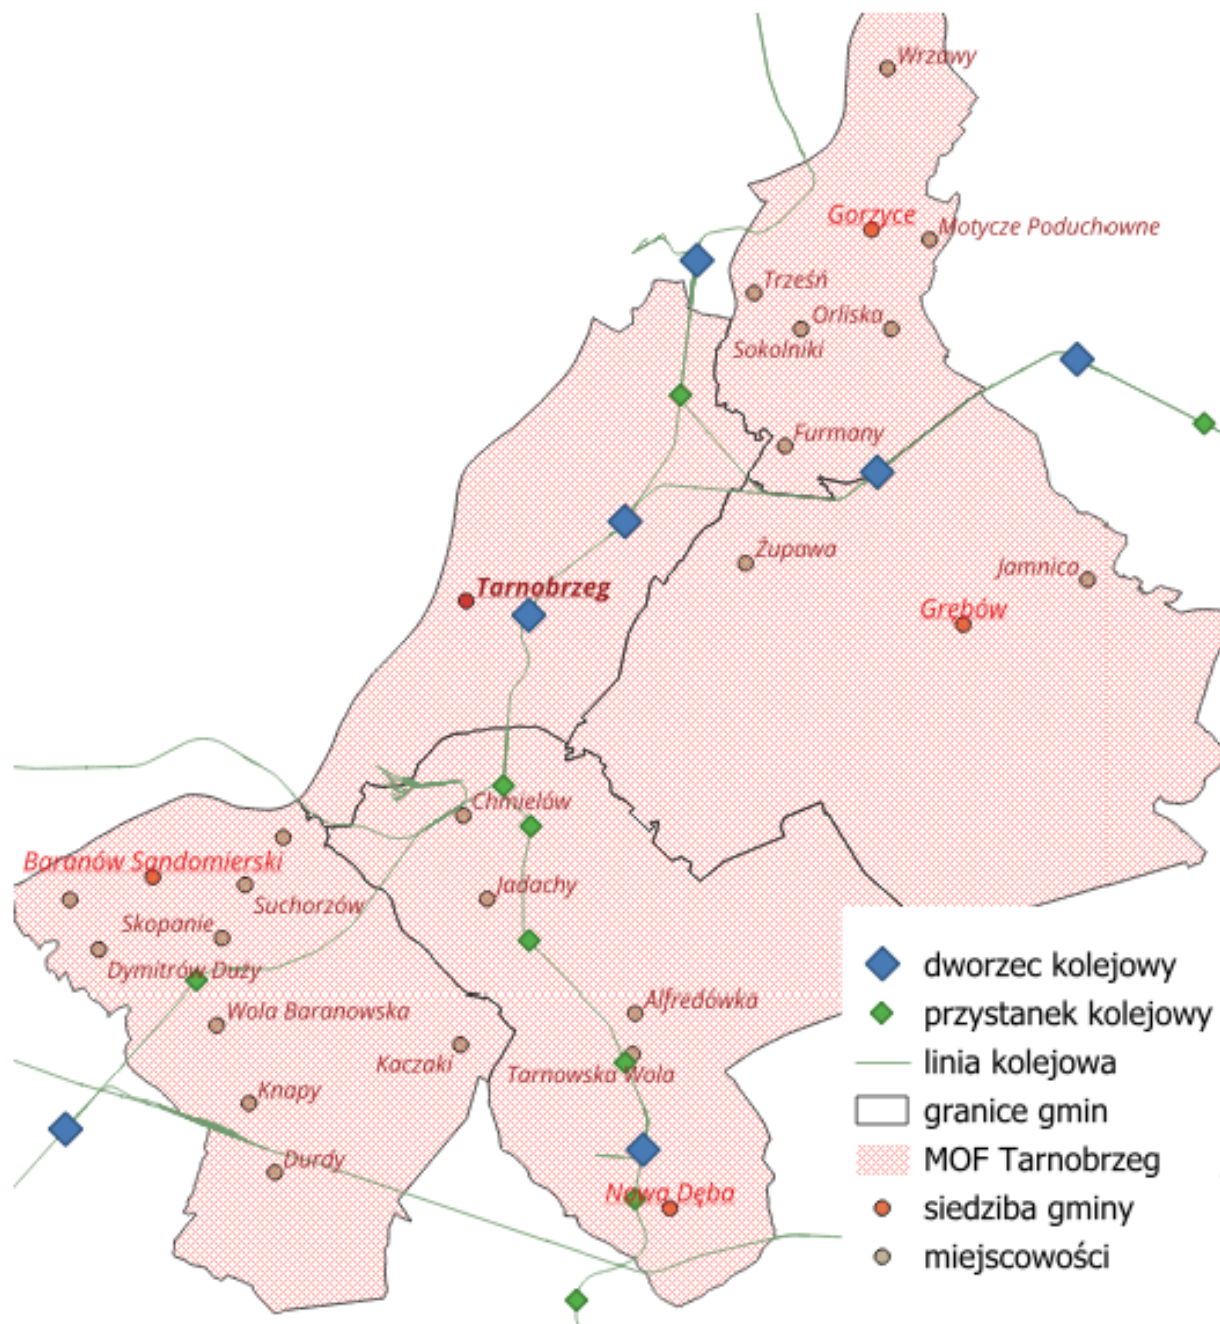 Wrzawy
Gorzyce
Motycze Poduchowne
Trześń
Orliska
Sokolniki
Furmany
Żupawa
Jamnica
Tarnobrzeg
Grębów
Chmielów
Baranów Sandomierski
Jadachy
Suchorzów
Skopanie
Dymitrów Duży
Alfredówka
Wola Baranowska
Kaczaki
Tarnowska Wola
Knapy
Durdy
Nowa Dęba
dworzec kolejowy
przystanek kolejowy
linia kolejowa
granice gmin
MOF Tarnobrzeg
siedziba gminy
miejscowości